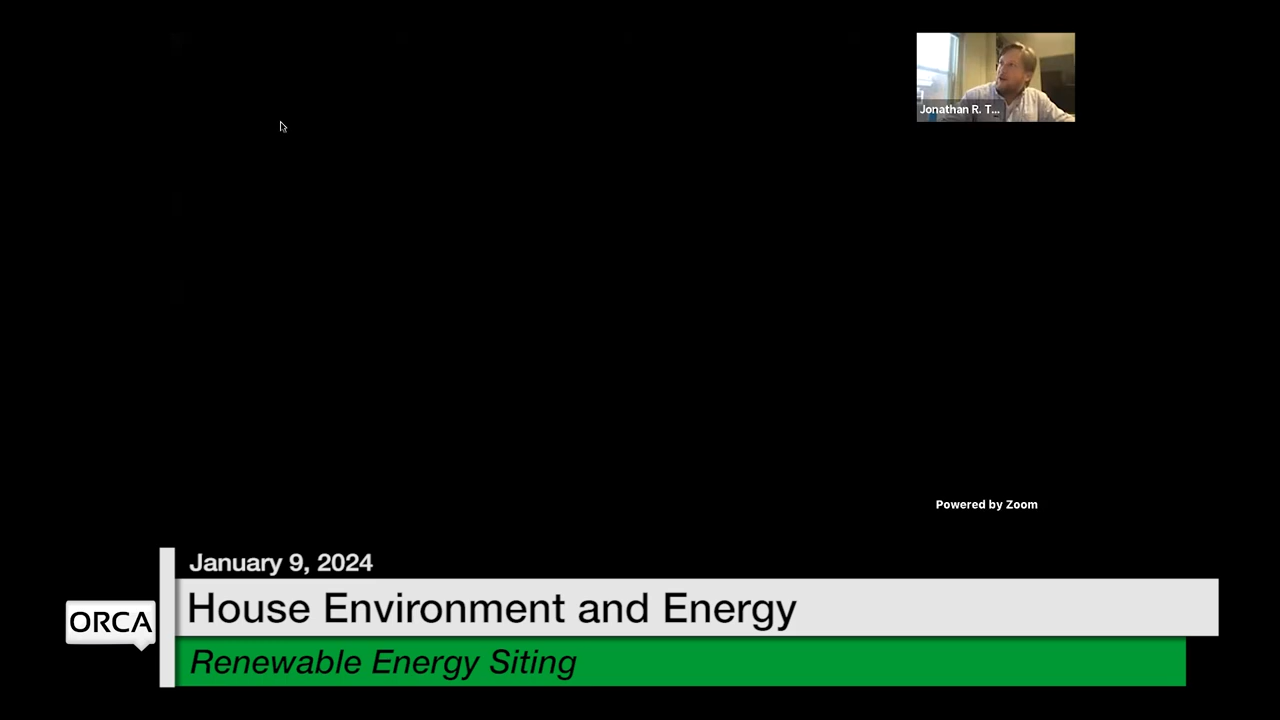 Jonathan R. T...
Powered by Zoom
January 9, 2024
House Environment and Energy
ORCA
Renewable Energy Siting